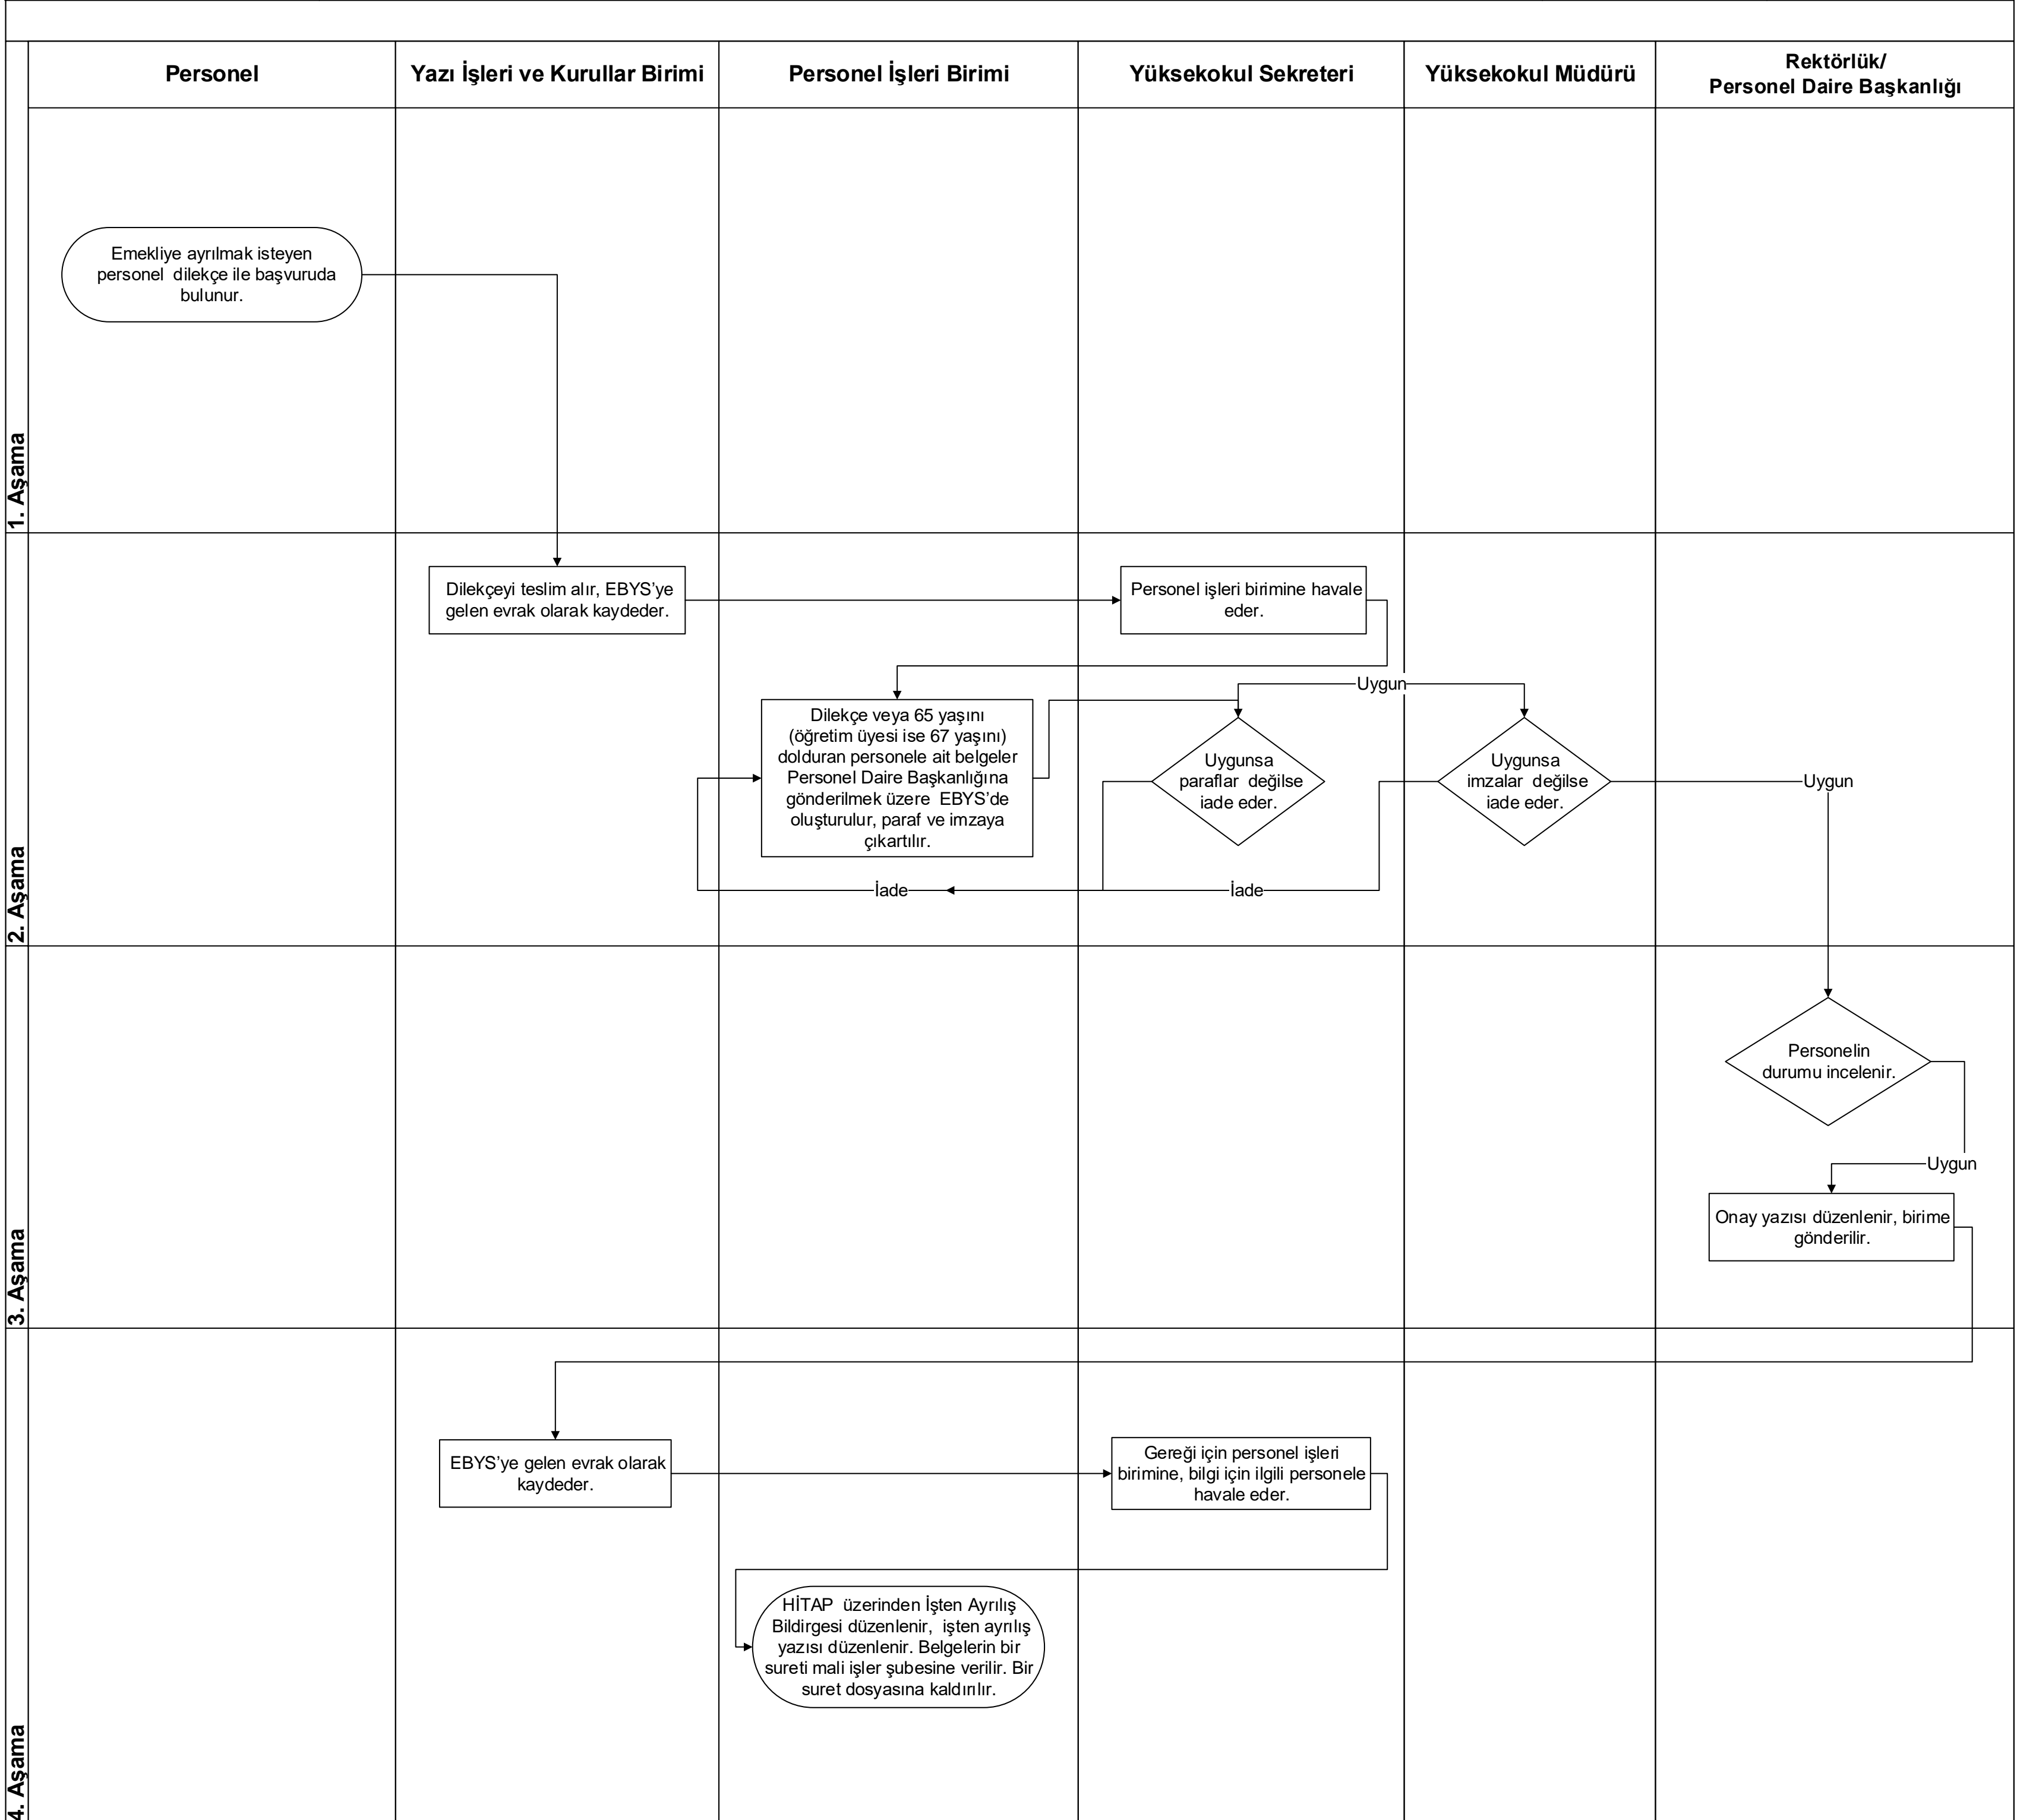 Personel
Yazı İşleri ve Kurullar Birimi
Personel İşleri Birimi
Yüksekokul Sekreteri
Yüksekokul Müdürü
Rektörlük/
Personel Daire Başkanlığı
1. Aşama
Emekliye ayrılmak isteyen
personel dilekçe ile başvuruda
bulunur.
2. Aşama
Dilekçeyi teslim alır, EBYS’ye
gelen evrak olarak kaydeder.
Personel işleri birimine havale
eder.
Dilekçe veya 65 yaşını
(öğretim üyesi ise 67 yaşını)
dolduran personele ait belgeler
Personel Daire Başkanlığına
gönderilmek üzere EBYS’de
oluşturulur, paraf ve imzaya
çıkartılır.
Uygun
Uygunsa
paraflar değilse
iade eder.
Uygunsa
imzalar değilse
iade eder.
Uygun
İade
İade
3. Aşama
Personelin
durumu incelenir.
Uygun
Onay yazısı düzenlenir, birime
gönderilir.
4. Aşama
EBYS’ye gelen evrak olarak
kaydeder.
Gereği için personel işleri
birimine, bilgi için ilgili personele
havale eder.
HİTAP üzerinden İşten Ayrılış
Bildirgesi düzenlenir, işten ayrılış
yazısı düzenlenir. Belgelerin bir
sureti mali işler şubesine verilir. Bir
suret dosyasına kaldırılır.